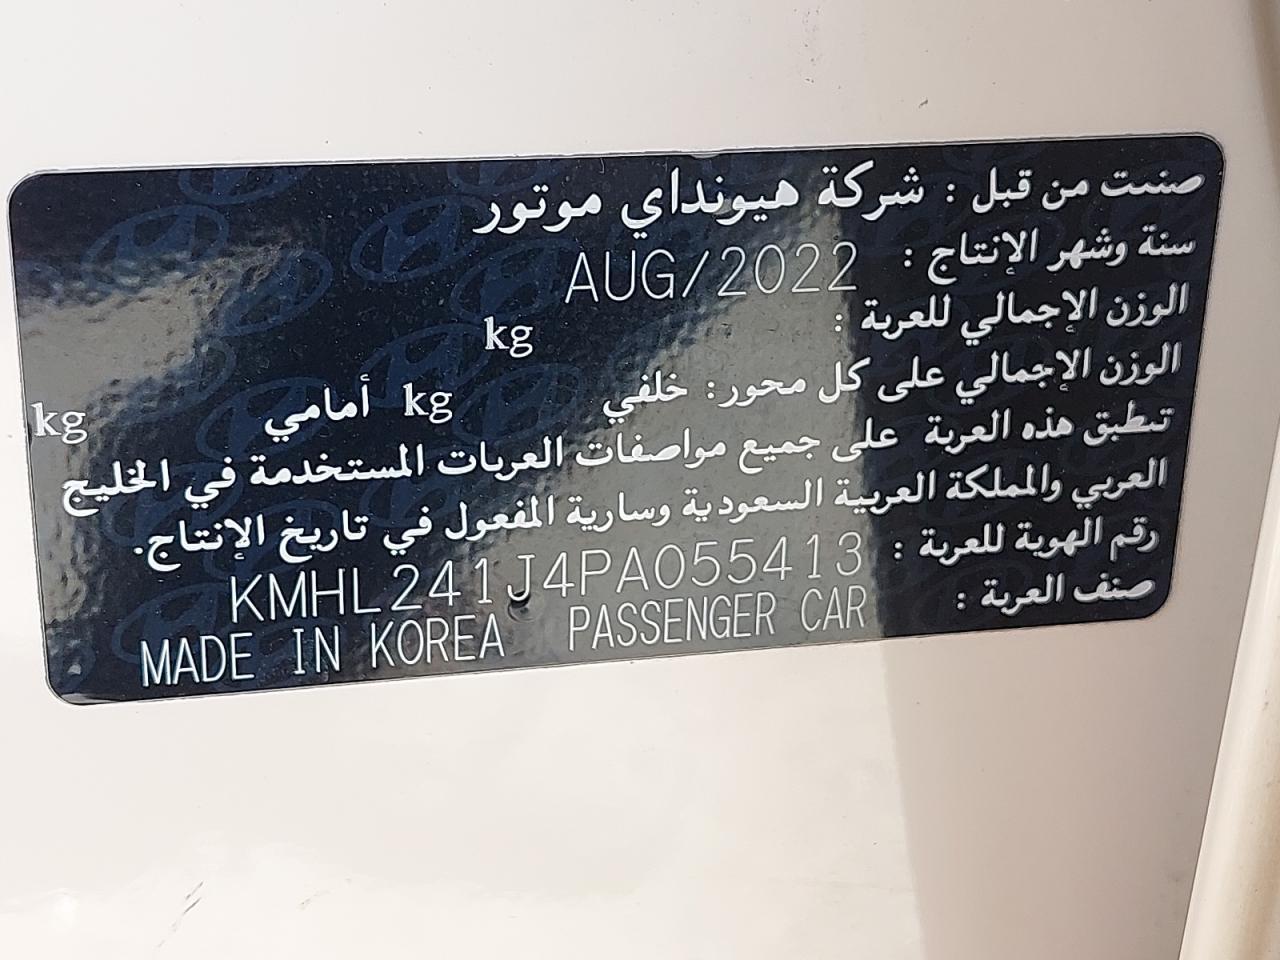 صنىت من قبل : شركة هيونداي موتور
سنة وشهر الإنتاج : AUG/2022
الوزن الإجمالي للعربة : kg
الوزن الإجمالي على كل محور: خلفي kg أمامي kg
تنطبق هذه العربة على جميع مواصفات العربات المستخدمة في الخليج
العربي والمملكة العربية السعودية وسارية المفعول في تاريخ الإنتاج.
رقم الهوية للعربة : KMHL241J4PA055413
صنف العربة : PASSENGER CAR MADE IN KOREA